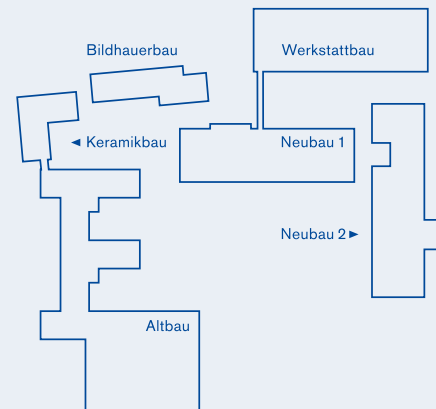 Bildhauerbau
Werkstattbau
◄ Keramikbau
Neubau 1
Neubau 2 ►
Altbau